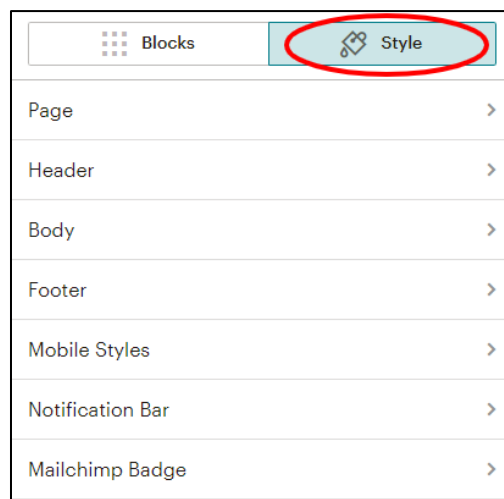 Blocks
Style
Page
Header
Body
Footer
Mobile Styles
Notification Bar
Mailchimp Badge